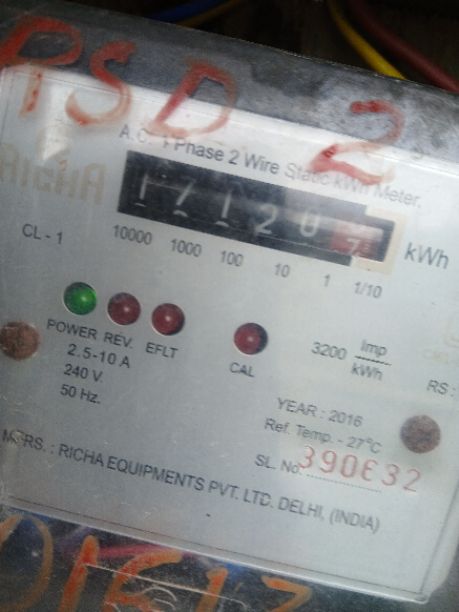 PSD 2
A.C. 1 Phase 2 Wire Static kWh Meter.
RICHA
171207 kWh
CL - 1
10000 1000 100 10 1 1/10
POWER REV. EFLT
CAL
3200 Imp/kWh
2.5-10 A
240 V.
50 Hz.
RS :
YEAR : 2016
Ref. Temp. - 27°C
SL. No. 390632
MFRS. : RICHA EQUIPMENTS PVT. LTD. DELHI, (INDIA)